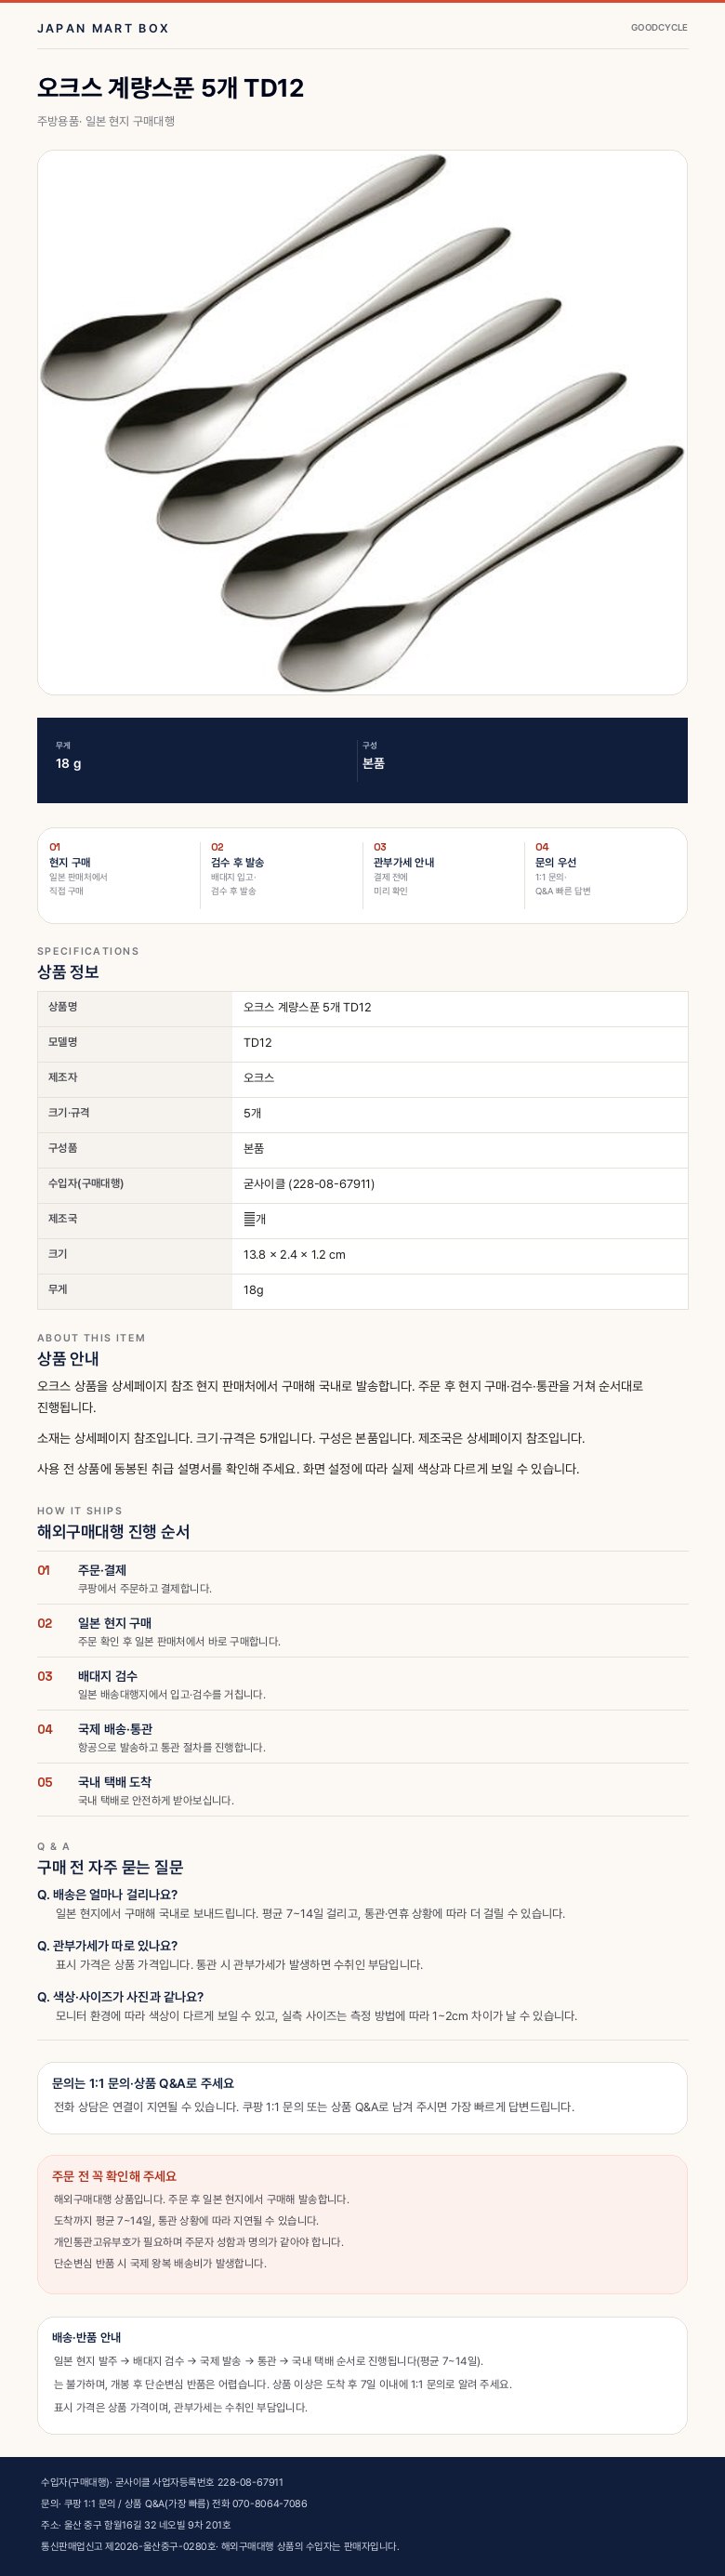 JAPAN MART BOX
GOODCYCLE
오크스 계량스푼 5개 TD12
주방용품· 일본 현지 구매대행
무게
18 g
구성
본품
01
현지 구매
일본 판매처에서
직접 구매
02
검수 후 발송
배대지 입고·
검수 후 발송
03
관부가세 안내
결제 전에
미리 확인
04
문의 우선
1:1 문의·
Q&A 빠른 답변
SPECIFICATIONS
상품 정보
상품명
오크스 계량스푼 5개 TD12
모델명
TD12
제조자
오크스
크기·규격
5개
구성품
본품
수입자(구매대행)
굳사이클 (228-08-67911)
제조국
개
크기
13.8 × 2.4 × 1.2 cm
무게
18g
ABOUT THIS ITEM
상품 안내
오크스 상품을 상세페이지 참조 현지 판매처에서 구매해 국내로 발송합니다. 주문 후 현지 구매·검수·통관을 거쳐 순서대로
진행됩니다.
소재는 상세페이지 참조입니다. 크기·규격은 5개입니다. 구성은 본품입니다. 제조국은 상세페이지 참조입니다.
사용 전 상품에 동봉된 취급 설명서를 확인해 주세요. 화면 설정에 따라 실제 색상과 다르게 보일 수 있습니다.
HOW IT SHIPS
해외구매대행 진행 순서
01
주문·결제
쿠팡에서 주문하고 결제합니다.
02
일본 현지 구매
주문 확인 후 일본 판매처에서 바로 구매합니다.
03
배대지 검수
일본 배송대행지에서 입고·검수를 거칩니다.
04
국제 배송·통관
항공으로 발송하고 통관 절차를 진행합니다.
05
국내 택배 도착
국내 택배로 안전하게 받아보십니다.
Q & A
구매 전 자주 묻는 질문
Q. 배송은 얼마나 걸리나요?
일본 현지에서 구매해 국내로 보내드립니다. 평균 7~14일 걸리고, 통관·연휴 상황에 따라 더 걸릴 수 있습니다.
Q. 관부가세가 따로 있나요?
표시 가격은 상품 가격입니다. 통관 시 관부가세가 발생하면 수취인 부담입니다.
Q. 색상·사이즈가 사진과 같나요?
모니터 환경에 따라 색상이 다르게 보일 수 있고, 실측 사이즈는 측정 방법에 따라 1~2cm 차이가 날 수 있습니다.
문의는 1:1 문의·상품 Q&A로 주세요
전화 상담은 연결이 지연될 수 있습니다. 쿠팡 1:1 문의 또는 상품 Q&A로 남겨 주시면 가장 빠르게 답변드립니다.
주문 전 꼭 확인해 주세요
해외구매대행 상품입니다. 주문 후 일본 현지에서 구매해 발송합니다.
도착까지 평균 7~14일, 통관 상황에 따라 지연될 수 있습니다.
개인통관고유부호가 필요하며 주문자 성함과 명의가 같아야 합니다.
단순변심 반품 시 국제 왕복 배송비가 발생합니다.
배송·반품 안내
일본 현지 발주 → 배대지 검수 → 국제 발송 → 통관 → 국내 택배 순서로 진행됩니다(평균 7~14일).
는 불가하며, 개봉 후 단순변심 반품은 어렵습니다. 상품 이상은 도착 후 7일 이내에 1:1 문의로 알려 주세요.
표시 가격은 상품 가격이며, 관부가세는 수취인 부담입니다.
수입자(구매대행)· 굳사이클 사업자등록번호 228-08-67911
문의· 쿠팡 1:1 문의 / 상품 Q&A(가장 빠름) 전화 070-8064-7086
주소· 울산 중구 함월16길 32 네오빌 9차 201호
통신판매업신고 제2026-울산중구-0280호· 해외구매대행 상품의 수입자는 판매자입니다.